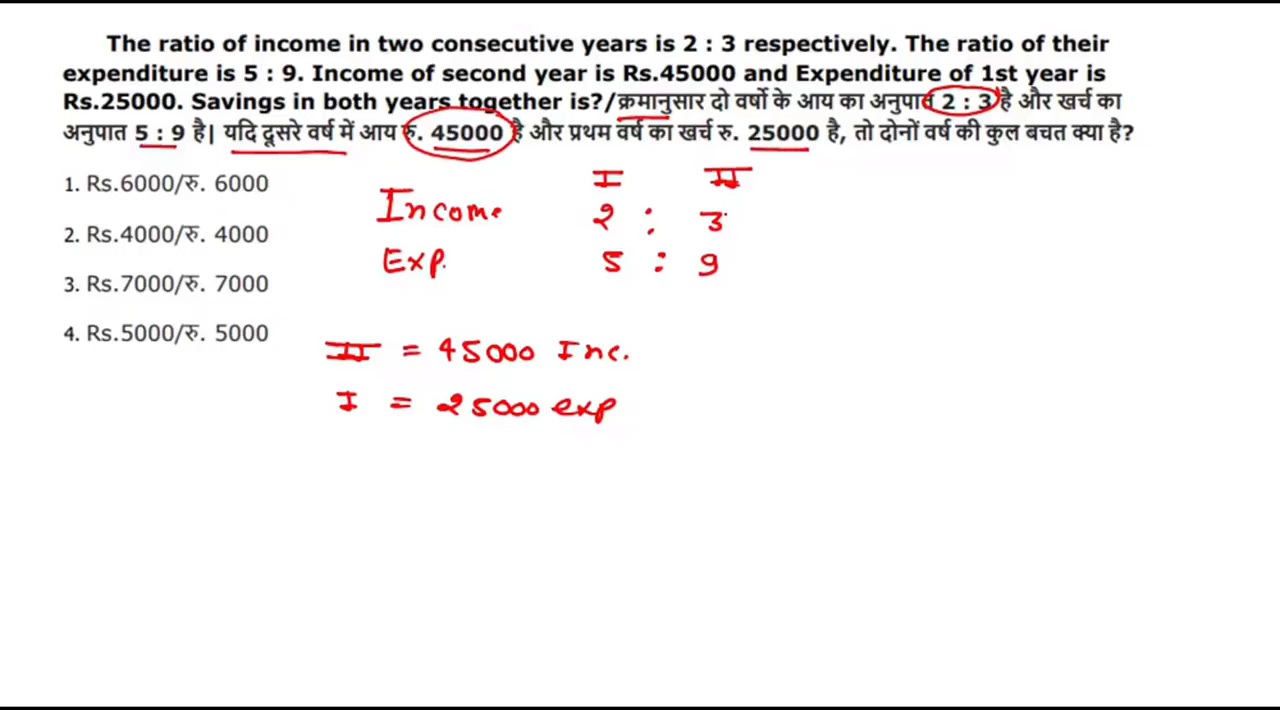 The ratio of income in two consecutive years is 2 : 3 respectively. The ratio of their
expenditure is 5 : 9. Income of second year is Rs.45000 and Expenditure of 1st year is
Rs.25000. Savings in both years together is?/क्रमानुसार दो वर्षो के आय का अनुपात 2 : 3 है और खर्च का
अनुपात 5 : 9 है| यदि दूसरे वर्ष में आय रु. 45000 है और प्रथम वर्ष का खर्च रु. 25000 है, तो दोनों वर्ष की कुल बचत क्या है?
1. Rs.6000/रु. 6000
2. Rs.4000/रु. 4000
3. Rs.7000/रु. 7000
4. Rs.5000/रु. 5000
I II
Income 2 : 3
Exp. 5 : 9
II = 45000 Inc.
I = 25000 exp